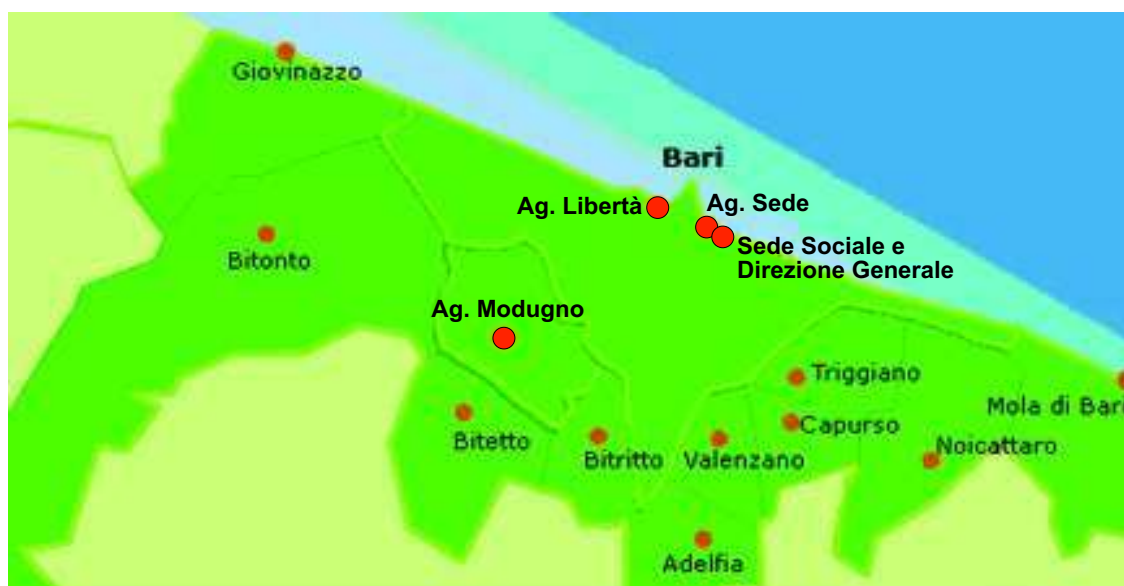 Giovinazzo
Bari
Ag. Libertà
Ag. Sede
Sede Sociale e
Direzione Generale
Bitonto
Ag. Modugno
Triggiano
Mola di Bari
Bitetto
Capurso
Bitritto
Valenzano
Noicattaro
Adelfia